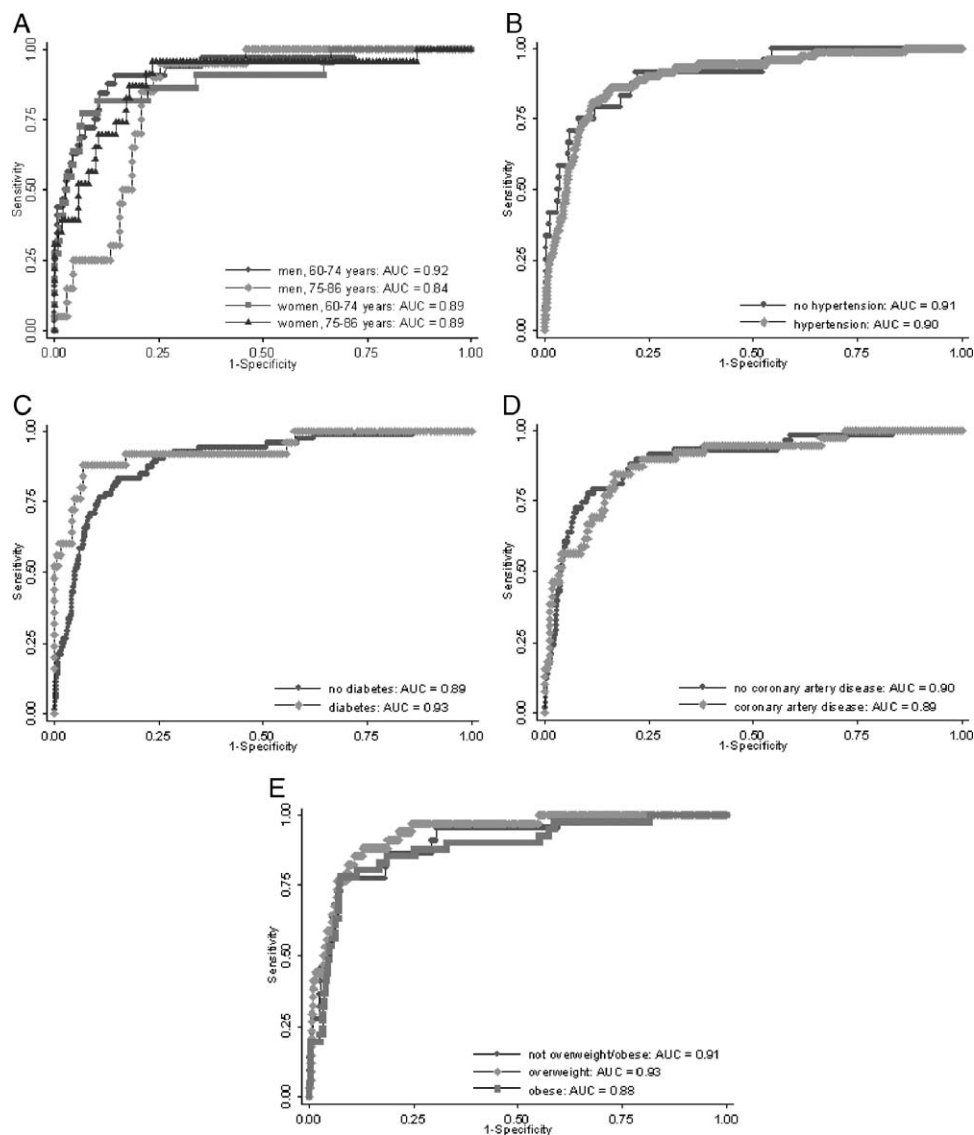 A
Sensitivity
1.00
0.75
0.50
0.25
0.00
men, 60-74 years: AUC = 0.92
men, 75-86 years: AUC = 0.84
women, 60-74 years: AUC = 0.89
women, 75-86 years: AUC = 0.89
0.00 0.25 0.50 0.75 1.00
1-Specificity
B
Sensitivity
1.00
0.75
0.50
0.25
0.00
no hypertension: AUC = 0.91
hypertension: AUC = 0.90
0.00 0.25 0.50 0.75 1.00
1-Specificity
C
Sensitivity
1.00
0.75
0.50
0.25
0.00
no diabetes: AUC = 0.89
diabetes: AUC = 0.93
0.00 0.25 0.50 0.75 1.00
1-Specificity
D
Sensitivity
1.00
0.75
0.50
0.25
0.00
no coronary artery disease: AUC = 0.90
coronary artery disease: AUC = 0.89
0.00 0.25 0.50 0.75 1.00
1-Specificity
E
Sensitivity
1.00
0.75
0.50
0.25
0.00
not overweight/obese: AUC = 0.91
overweight: AUC = 0.93
obese: AUC = 0.88
0.00 0.25 0.50 0.75 1.00
1-Specificity